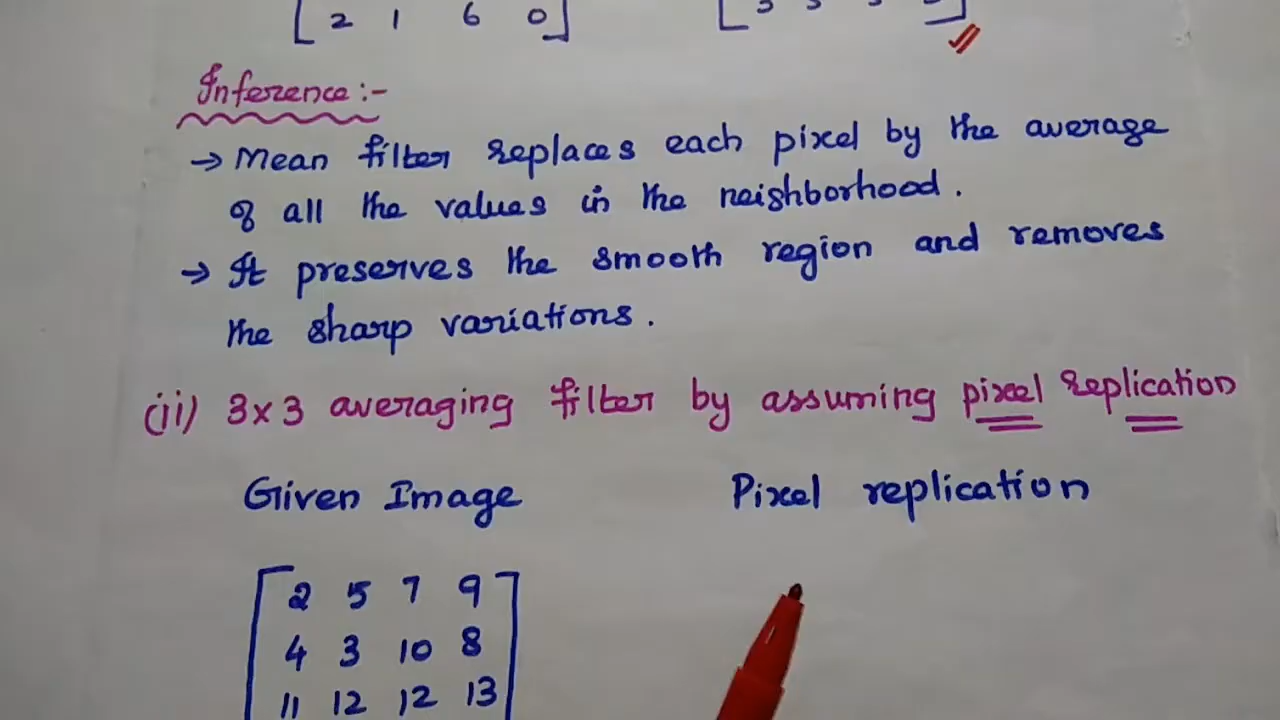 2 1 6 0
Inference:-
→ Mean filter replaces each pixel by the average
of all the values in the neishborhood.
→ It preserves the smooth region and removes
the sharp variations.
(ii) 3x3 averaging filter by assuming pixel replication
Given Image Pixel replication
2 5 7 9
4 3 10 8
11 12 12 13